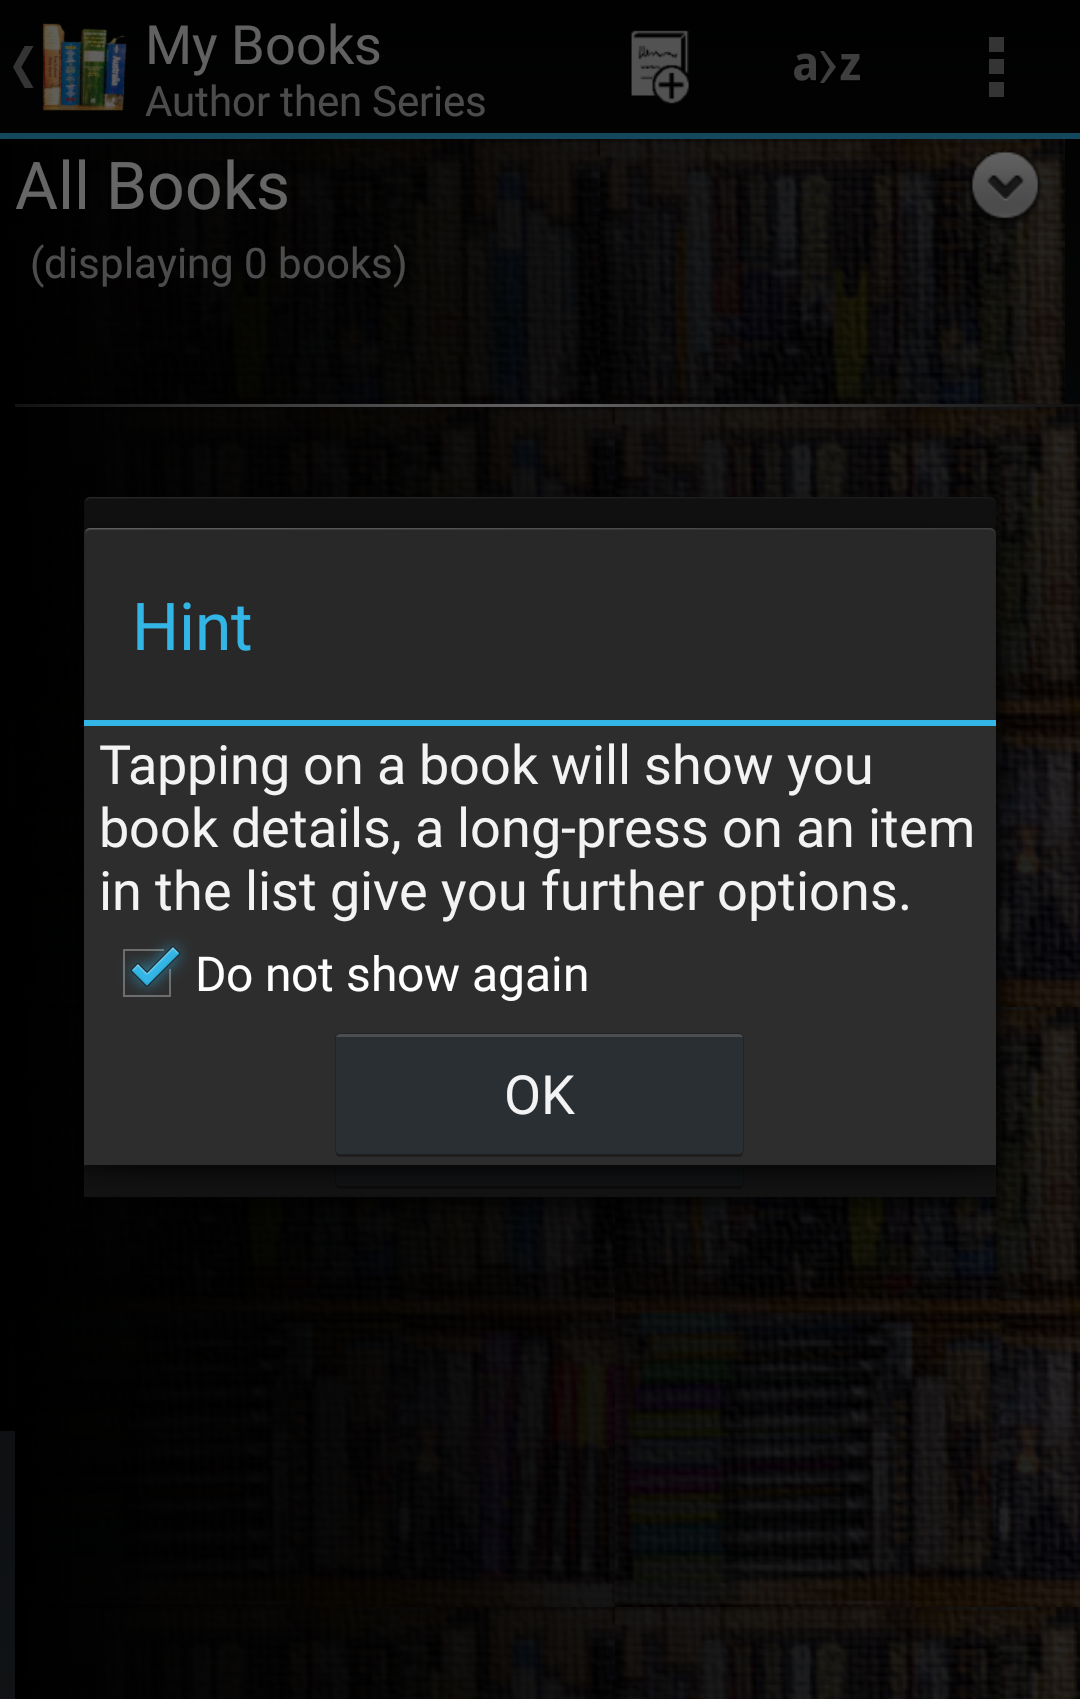 My Books
Author then Series
a>z
All Books
(displaying 0 books)
Hint
Tapping on a book will show you
book details, a long-press on an item
in the list give you further options.
Do not show again
OK